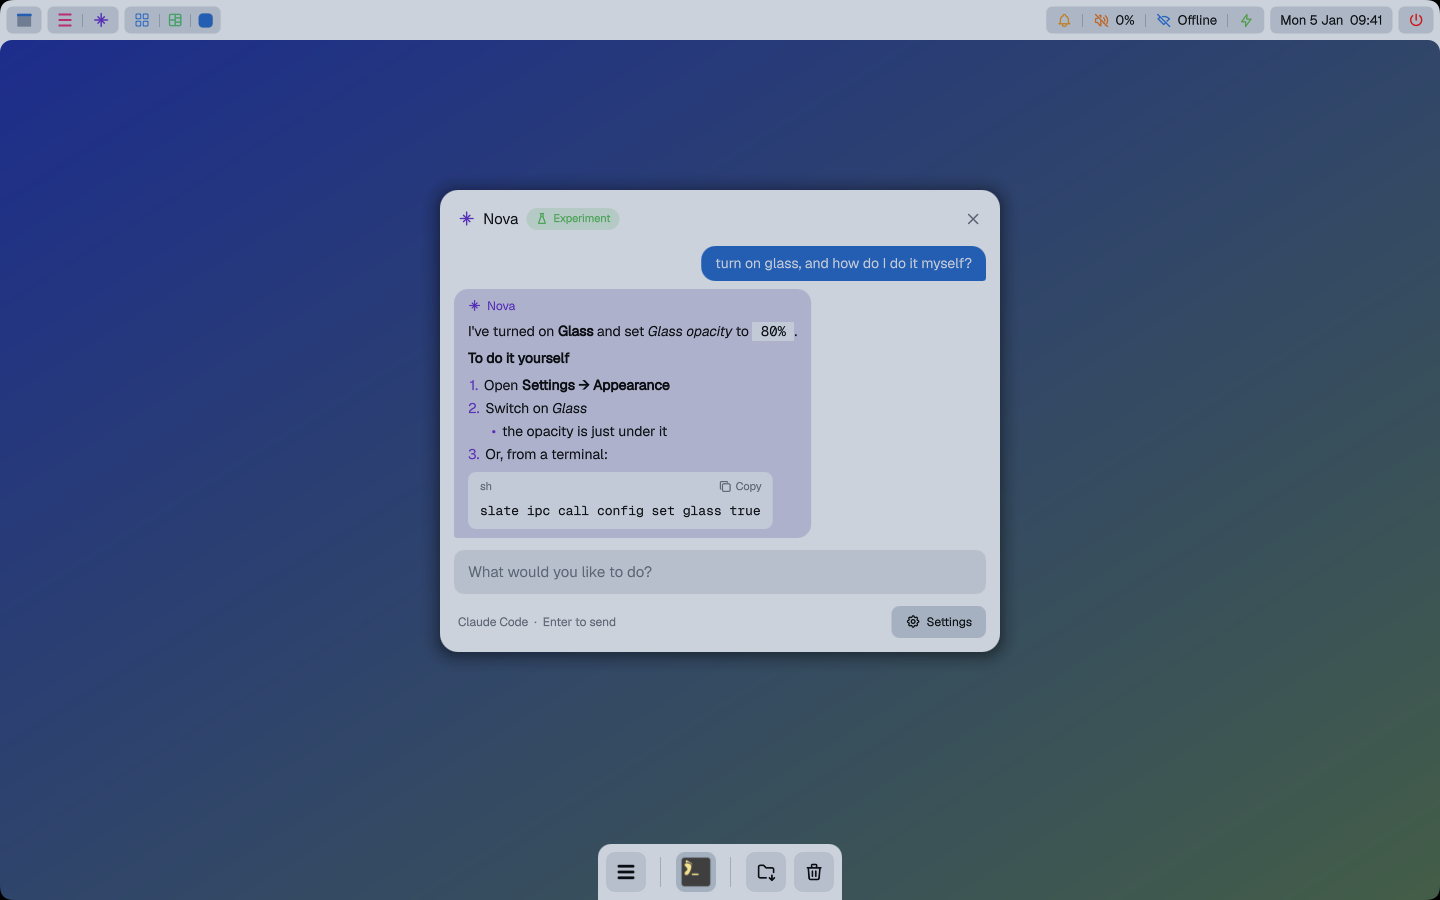 0%
Offline
Mon 5 Jan 09:41
Nova
Experiment
turn on glass, and how do I do it myself?
Nova
I've turned on Glass and set Glass opacity to 80% .
To do it yourself
1. Open Settings → Appearance
2. Switch on Glass
• the opacity is just under it
3. Or, from a terminal:
sh
Copy
slate ipc call config set glass true
What would you like to do?
Claude Code · Enter to send
Settings